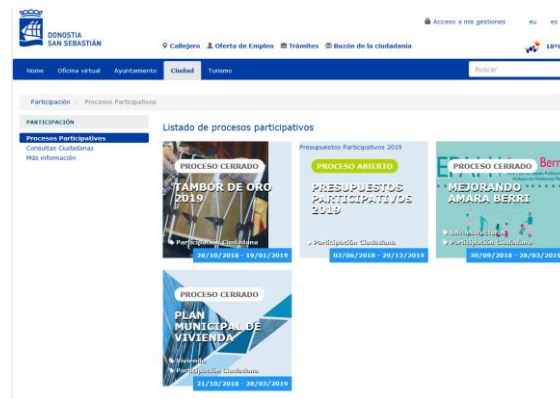 DONOSTIA
SAN SEBASTIÁN
Acceso a mis gestiones
eu
es
Callejero
Oferta de Empleo
Trámites
Buzón de la ciudadanía
Home
Oficina virtual
Ayuntamiento
Ciudad
Turismo
Buscar
Participación / Procesos Participativos
PARTICIPACIÓN
Procesos Participativos
Consultas Ciudadanas
Más información
Listado de procesos participativos
PROCESO CERRADO
TAMBOR DE ORO
2019
Participación Ciudadana
28/10/2018 - 19/01/2019
Presupuestos Participativos 2019
PROCESO ABIERTO
PRESUPUESTOS
PARTICIPATIVOS
2019
Participación Ciudadana
03/06/2018 - 29/12/2019
Berri
PROCESO CERRADO
MEJORANDO
AMARA BERRI
Infraestructuras
Participación Ciudadana
30/09/2018 - 28/03/2019
PROCESO CERRADO
PLAN
MUNICIPAL DE
VIVIENDA
Vivienda
Participación Ciudadana
21/10/2018 - 28/03/2019